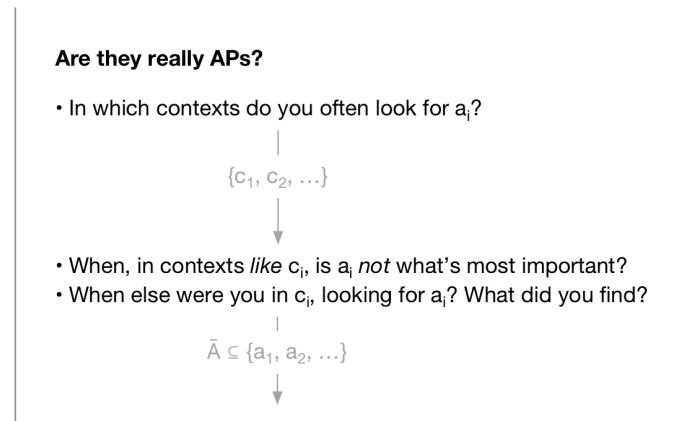 Are they really APs?
• In which contexts do you often look for aᵢ?
{c₁, c₂, …}
• When, in contexts like cᵢ, is aᵢ not what's most important?
• When else were you in cᵢ, looking for aᵢ? What did you find?
Ā ⊆ {a₁, a₂, …}